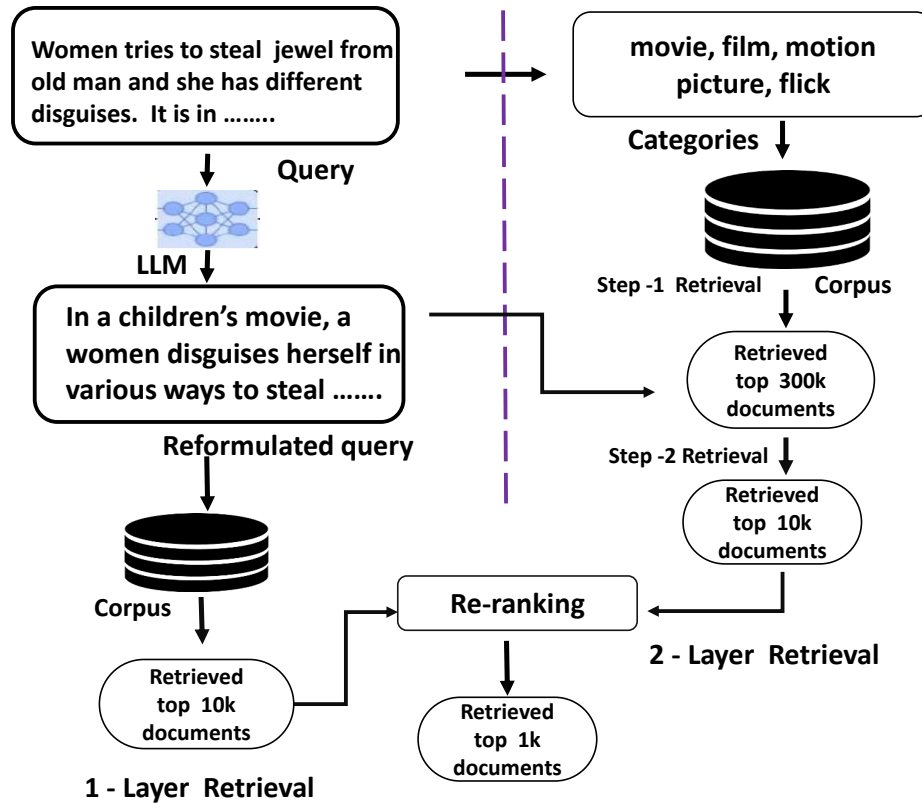 Women tries to steal jewel from
old man and she has different
disguises. It is in ……..
Query
LLM
In a children’s movie, a
women disguises herself in
various ways to steal …….
Reformulated query
Corpus
Retrieved
top 10k
documents
1 - Layer Retrieval
movie, film, motion
picture, flick
Categories
Step -1 Retrieval
Corpus
Retrieved
top 300k
documents
Step -2 Retrieval
Retrieved
top 10k
documents
2 - Layer Retrieval
Re-ranking
Retrieved
top 1k
documents